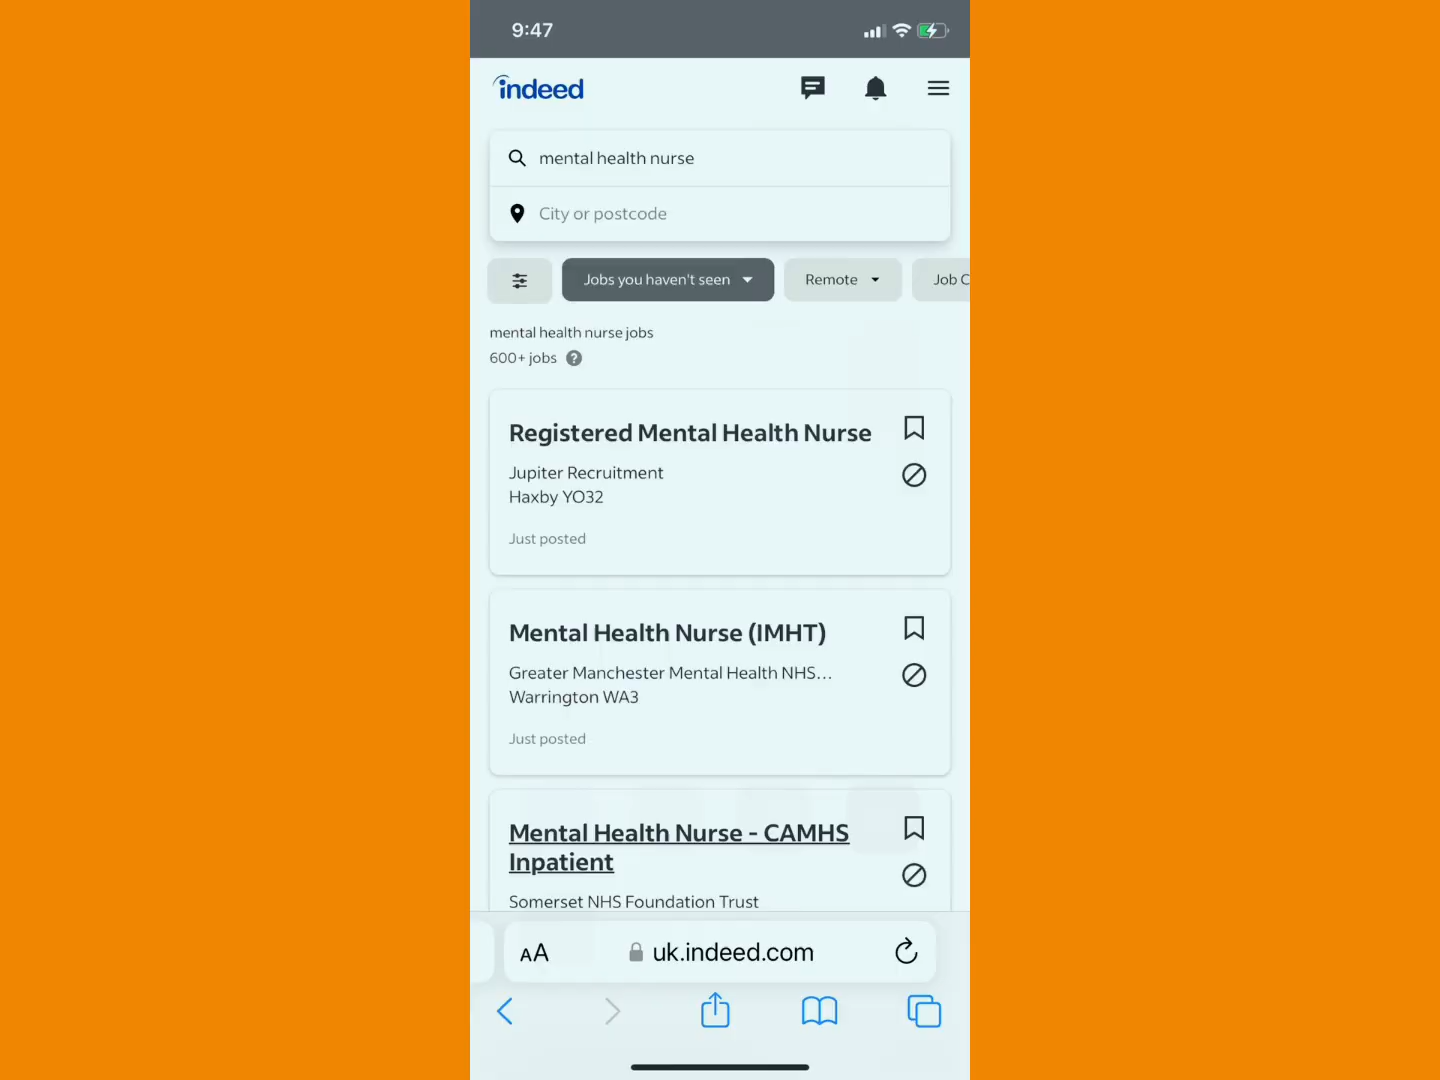 9:47
indeed
mental health nurse
City or postcode
Jobs you haven't seen
Remote
Job C
mental health nurse jobs
600+ jobs
Registered Mental Health Nurse
Jupiter Recruitment
Haxby YO32
Just posted
Mental Health Nurse (IMHT)
Greater Manchester Mental Health NHS...
Warrington WA3
Just posted
Mental Health Nurse - CAMHS
Inpatient
Somerset NHS Foundation Trust
AA uk.indeed.com